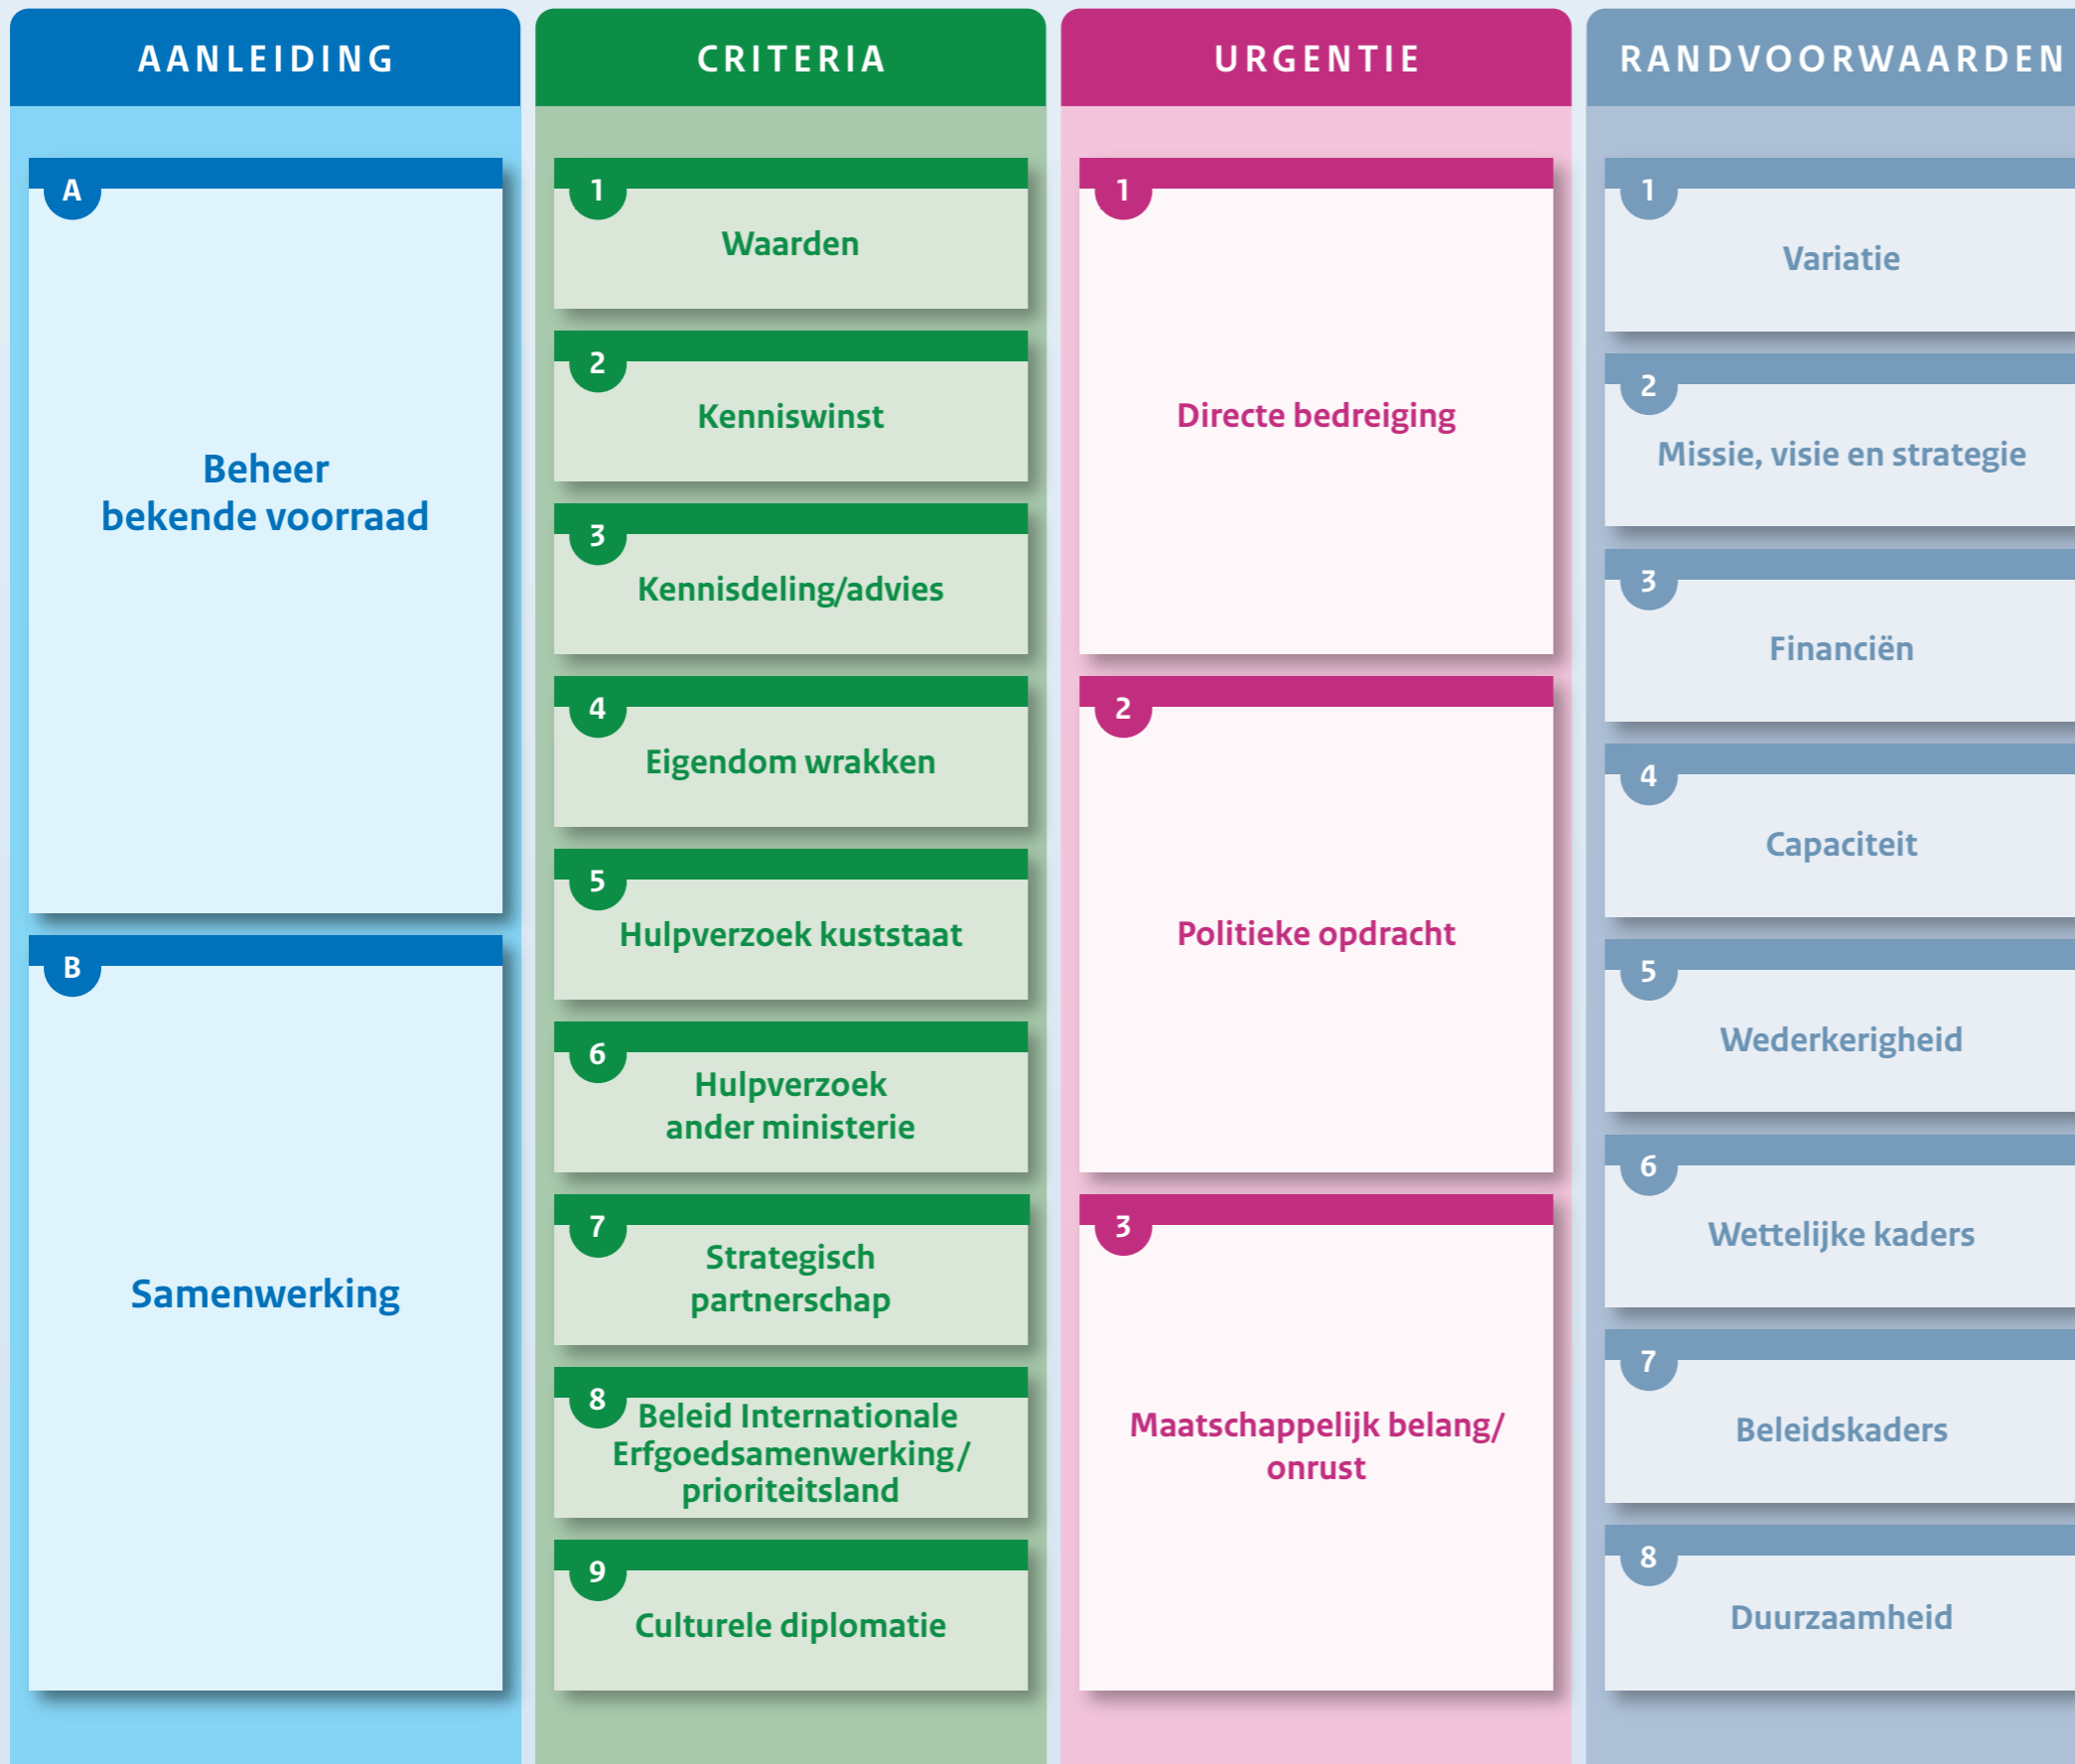 AANLEIDING
A
Beheer
bekende voorraad
B
Samenwerking
CRITERIA
1
Waarden
2
Kenniswinst
3
Kennisdeling/advies
4
Eigendom wrakken
5
Hulpverzoek kuststaat
6
Hulpverzoek
ander ministerie
7
Strategisch
partnerschap
8
Beleid Internationale
Erfgoedsamenwerking/
prioriteitsland
9
Culturele diplomatie
URGENTIE
1
Directe bedreiging
2
Politieke opdracht
3
Maatschappelijk belang/
onrust
RANDVOORWAARDEN
1
Variatie
2
Missie, visie en strategie
3
Financiën
4
Capaciteit
5
Wederkerigheid
6
Wettelijke kaders
7
Beleidskaders
8
Duurzaamheid